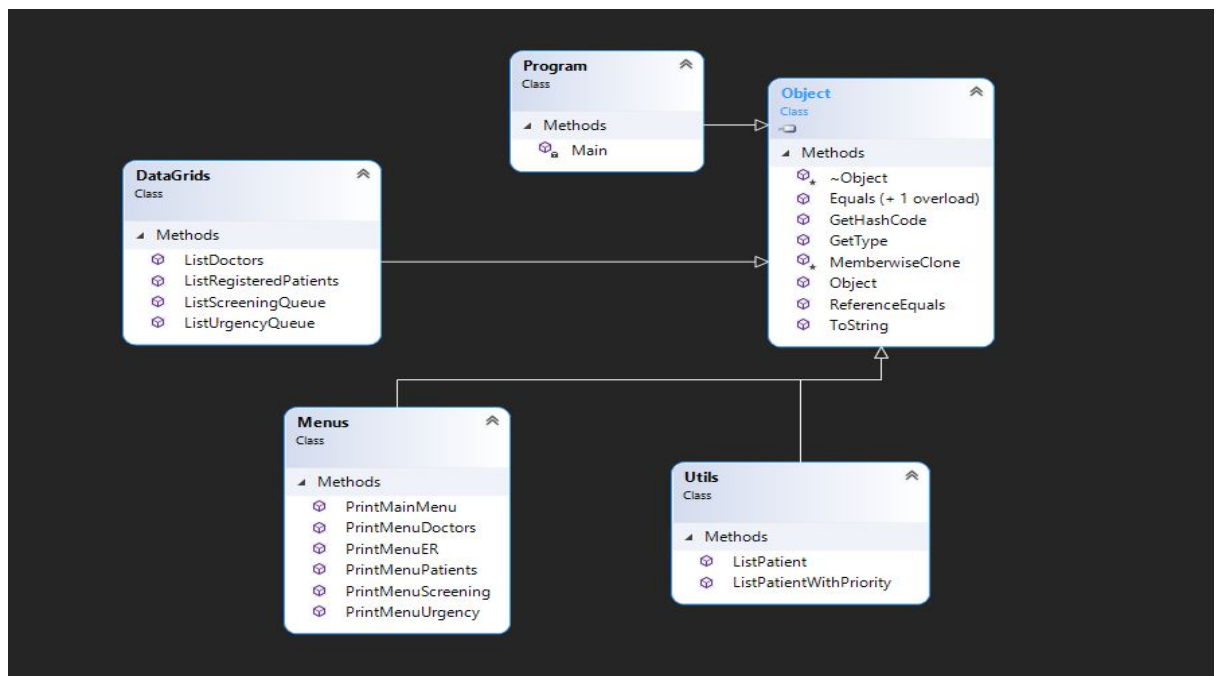 Program
Class
Methods
Main
Object
Class
Methods
~Object
Equals (+ 1 overload)
GetHashCode
GetType
MemberwiseClone
Object
ReferenceEquals
ToString
DataGrids
Class
Methods
ListDoctors
ListRegisteredPatients
ListScreeningQueue
ListUrgencyQueue
Menus
Class
Methods
PrintMainMenu
PrintMenuDoctors
PrintMenuER
PrintMenuPatients
PrintMenuScreening
PrintMenuUrgency
Utils
Class
Methods
ListPatient
ListPatientWithPriority